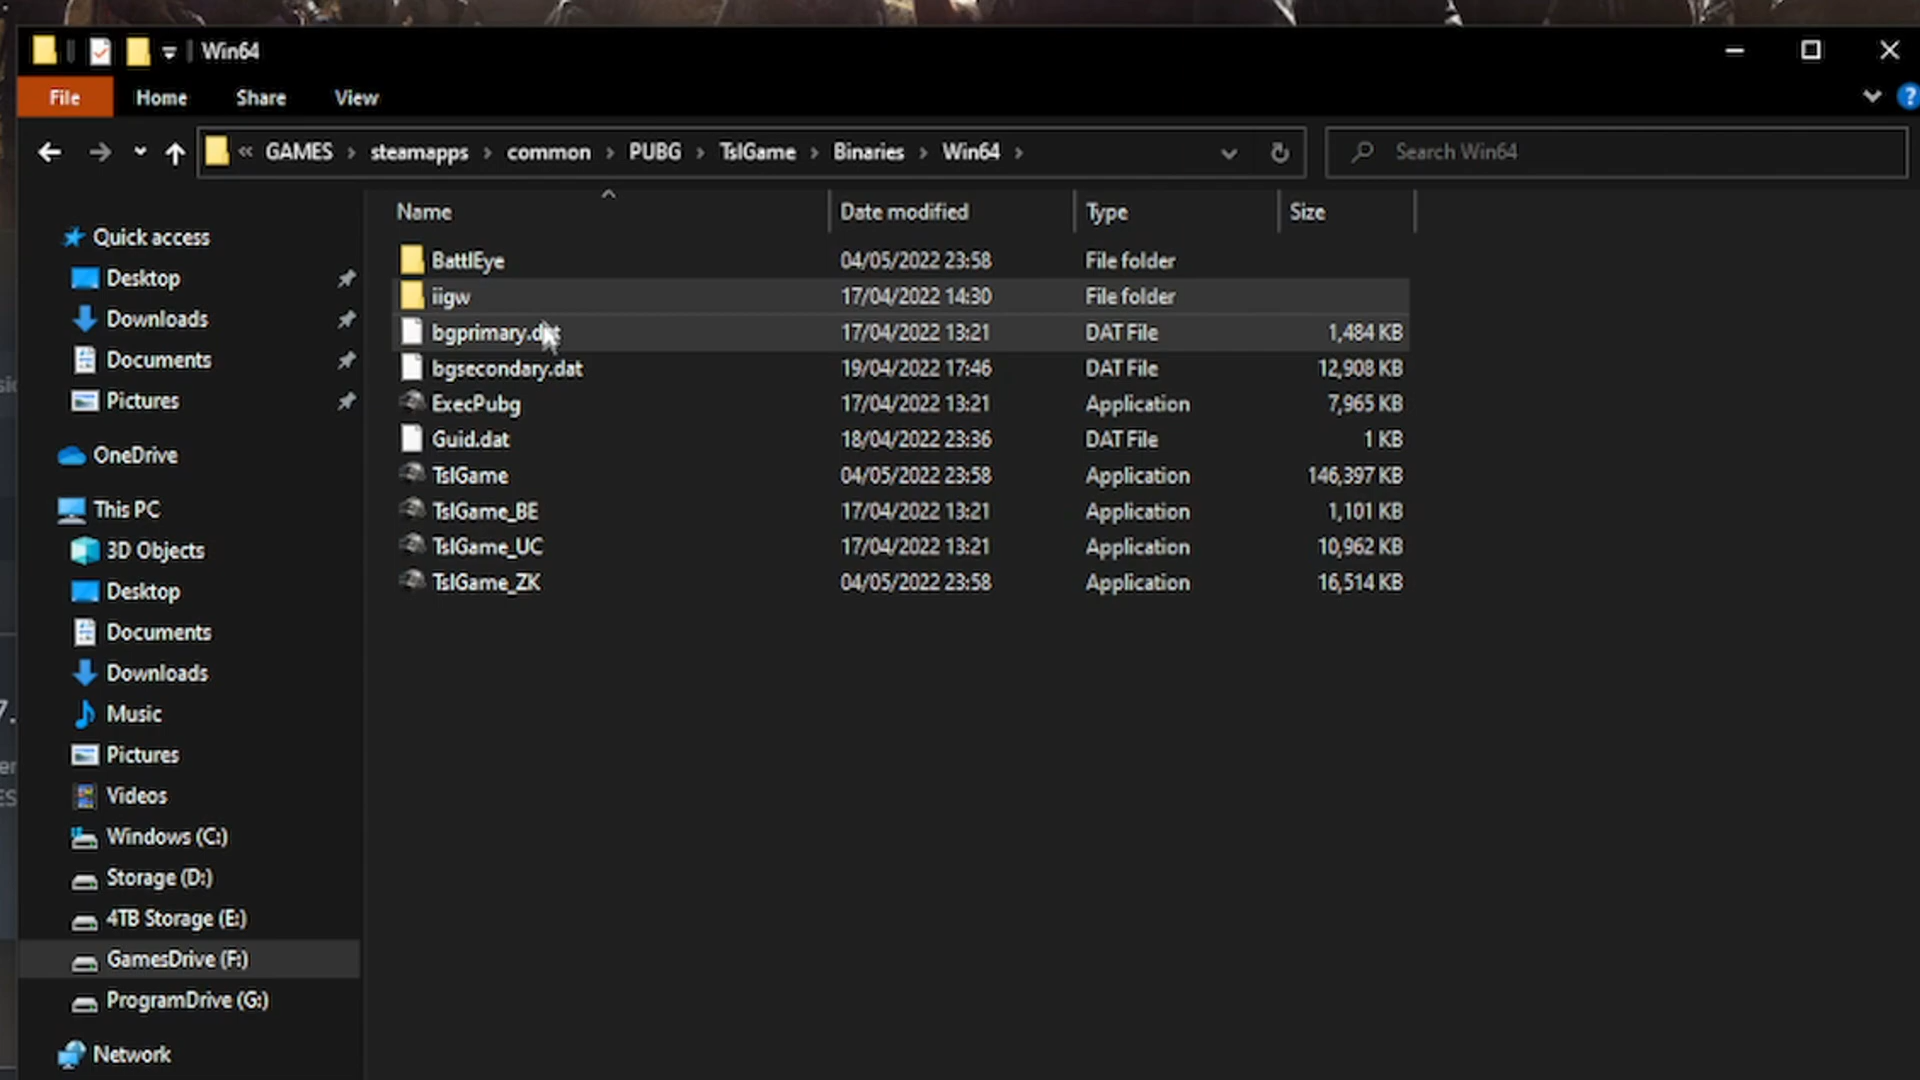 Win64
File Home Share View
« GAMES > steamapps > common > PUBG > TslGame > Binaries > Win64 >
Search Win64
Name Date modified Type Size
BattlEye 04/05/2022 23:58 File folder
iigw 17/04/2022 14:30 File folder
bgprimary.dat 17/04/2022 13:21 DAT File 1,484 KB
bgsecondary.dat 19/04/2022 17:46 DAT File 12,908 KB
ExecPubg 17/04/2022 13:21 Application 7,965 KB
Guid.dat 18/04/2022 23:36 DAT File 1 KB
TslGame 04/05/2022 23:58 Application 146,397 KB
TslGame_BE 17/04/2022 13:21 Application 1,101 KB
TslGame_UC 17/04/2022 13:21 Application 10,962 KB
TslGame_ZK 04/05/2022 23:58 Application 16,514 KB
Quick access
Desktop
Downloads
Documents
Pictures
OneDrive
This PC
3D Objects
Desktop
Documents
Downloads
Music
Pictures
Videos
Windows (C:)
Storage (D:)
4TB Storage (E:)
GamesDrive (F:)
ProgramDrive (G:)
Network